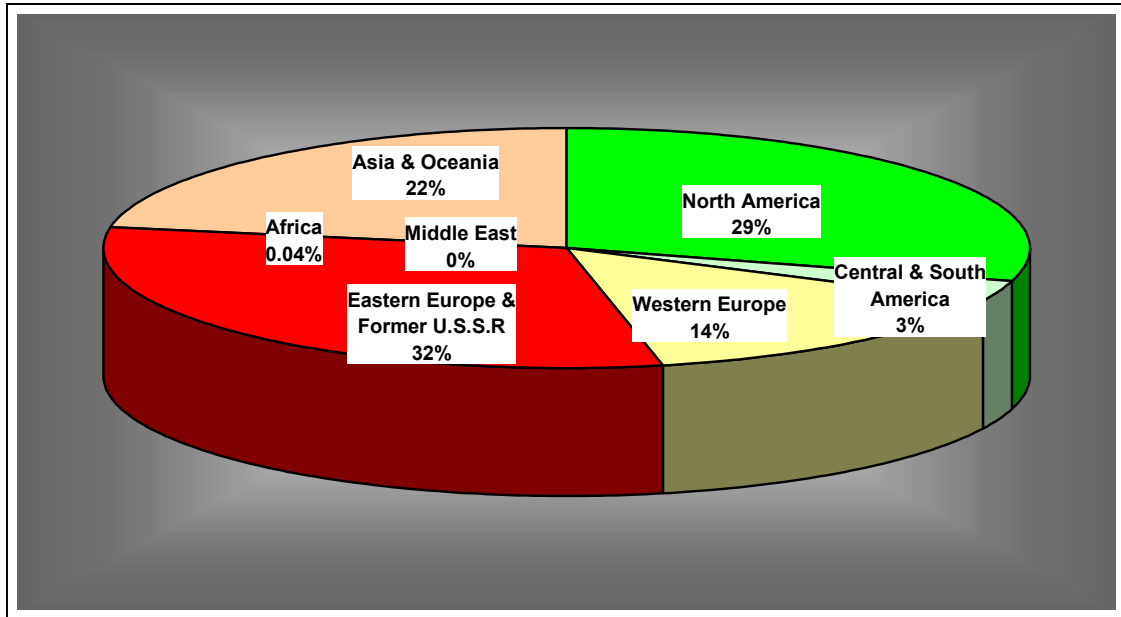 Asia & Oceania
22%
North America
29%
Africa
0.04%
Middle East
0%
Central & South
America
3%
Eastern Europe &
Former U.S.S.R
32%
Western Europe
14%